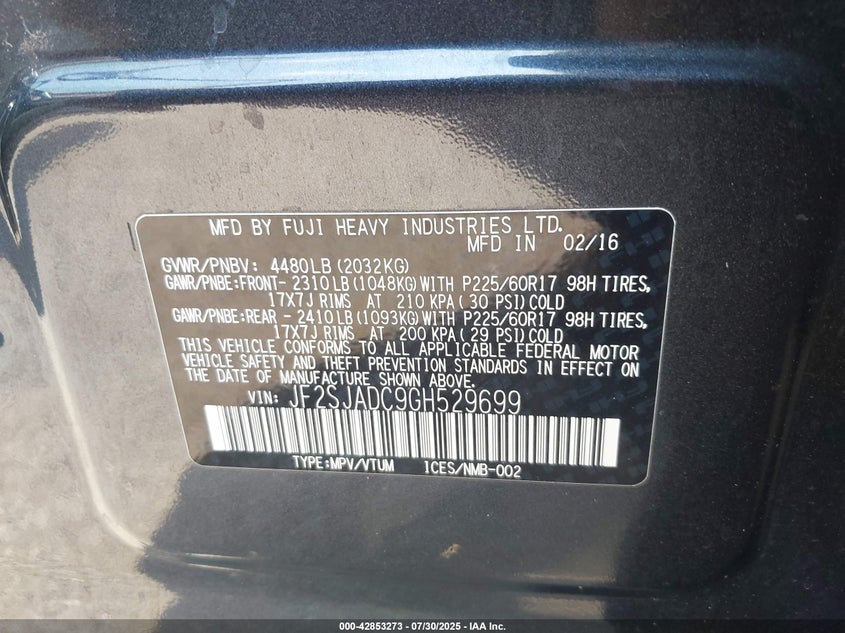 MFD BY FUJI HEAVY INDUSTRIES LTD.
MFD IN 02/16
GVWR/PNBV: 4480LB (2032KG)
GAWR/PNBE:FRONT- 2310LB (1048KG) WITH P225/60R17 98H TIRES,
17X7J RIMS AT 210 KPA( 30 PSI) COLD
GAWR/PNBE:REAR - 2410LB (1093KG) WITH P225/60R17 98H TIRES,
17X7J RIMS AT 200 KPA( 29 PSI) COLD
THIS VEHICLE CONFORMS TO ALL APPLICABLE FEDERAL MOTOR
VEHICLE SAFETY AND THEFT PREVENTION STANDARDS IN EFFECT ON
THE DATE OF MANUFACTURE SHOWN ABOVE.
VIN: JF2SJADC9GH529699
TYPE:MPV/VTUM ICES/NMB-002
000-42853273 - 07/30/2025 - IAA Inc.